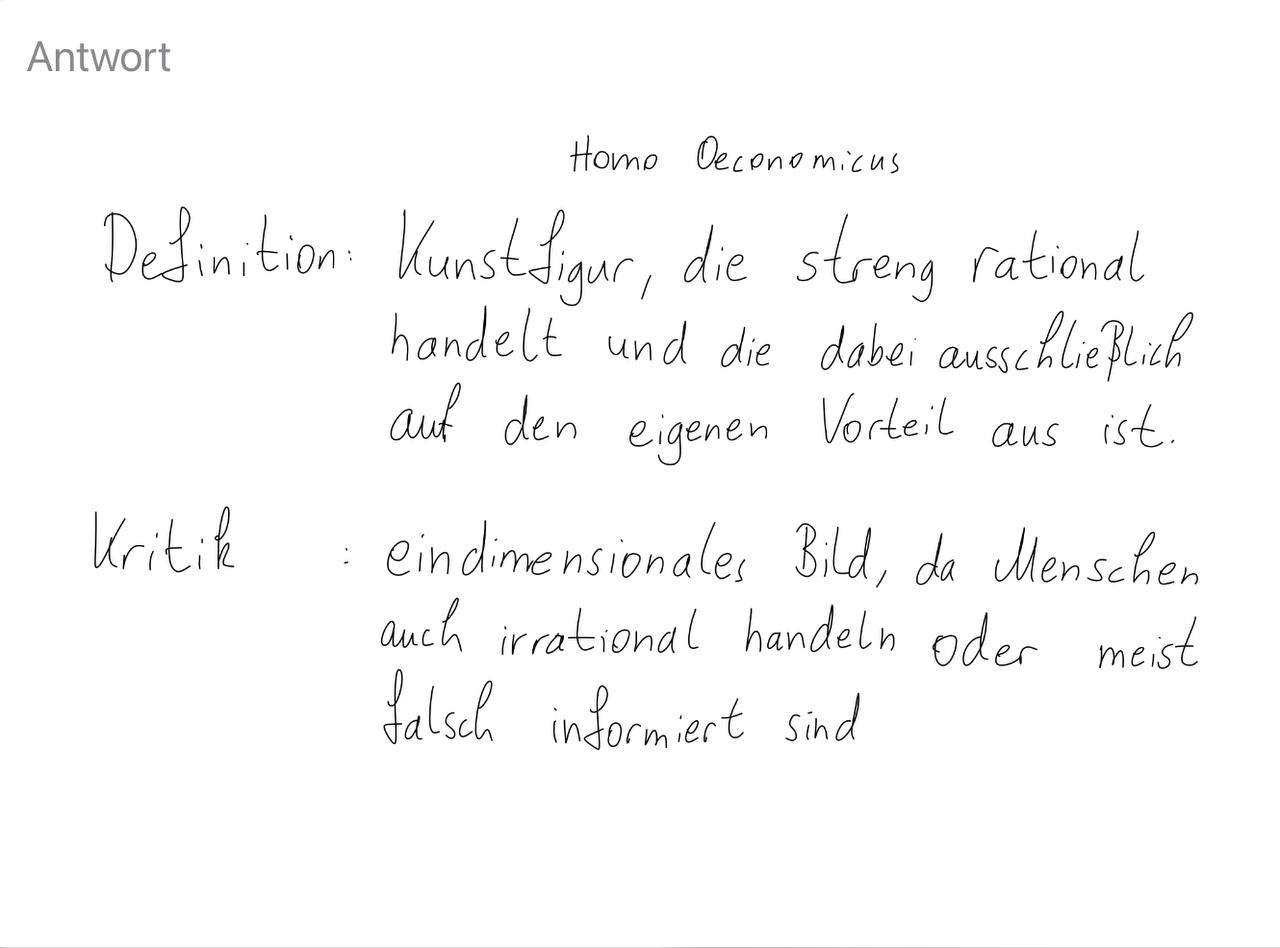 Antwort
Homo Oeconomicus
Definition: Kunstfigur, die streng rational
handelt und die dabei ausschließlich
auf den eigenen Vorteil aus ist.
Kritik : eindimensionales Bild, da Menschen
auch irrational handeln oder meist
falsch informiert sind